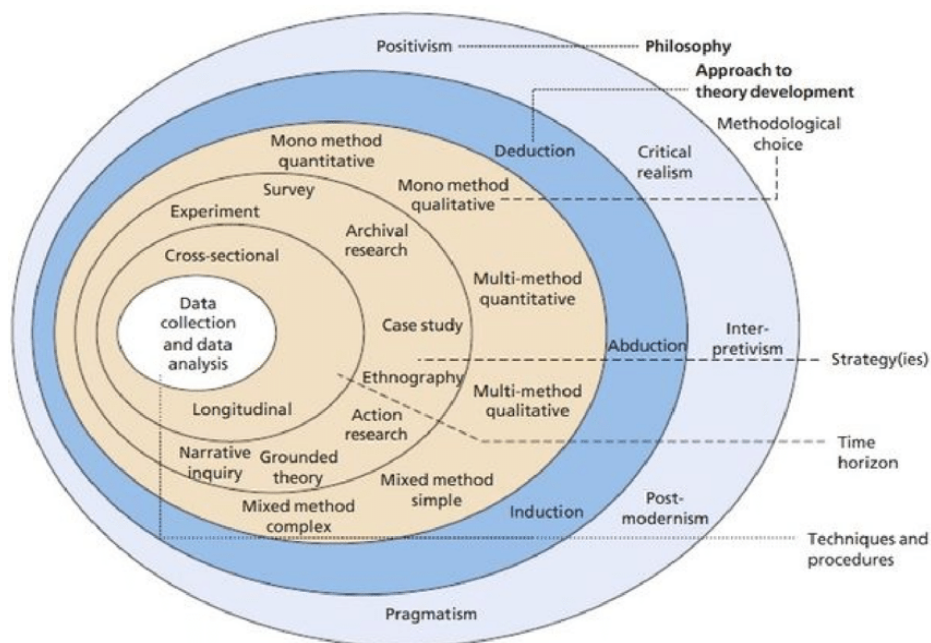 Positivism
Philosophy
Approach to
theory development
Methodological
choice
Mono method
quantitative
Deduction
Critical
realism
Survey
Mono method
qualitative
Experiment
Archival
research
Cross-sectional
Multi-method
quantitative
Data
collection
and data
analysis
Case study
Abduction
Inter-
pretivism
Strategy(ies)
Ethnography
Multi-method
qualitative
Longitudinal
Action
research
Time
horizon
Narrative
inquiry
Grounded
theory
Mixed method
simple
Mixed method
complex
Induction
Post-
modernism
Techniques and
procedures
Pragmatism